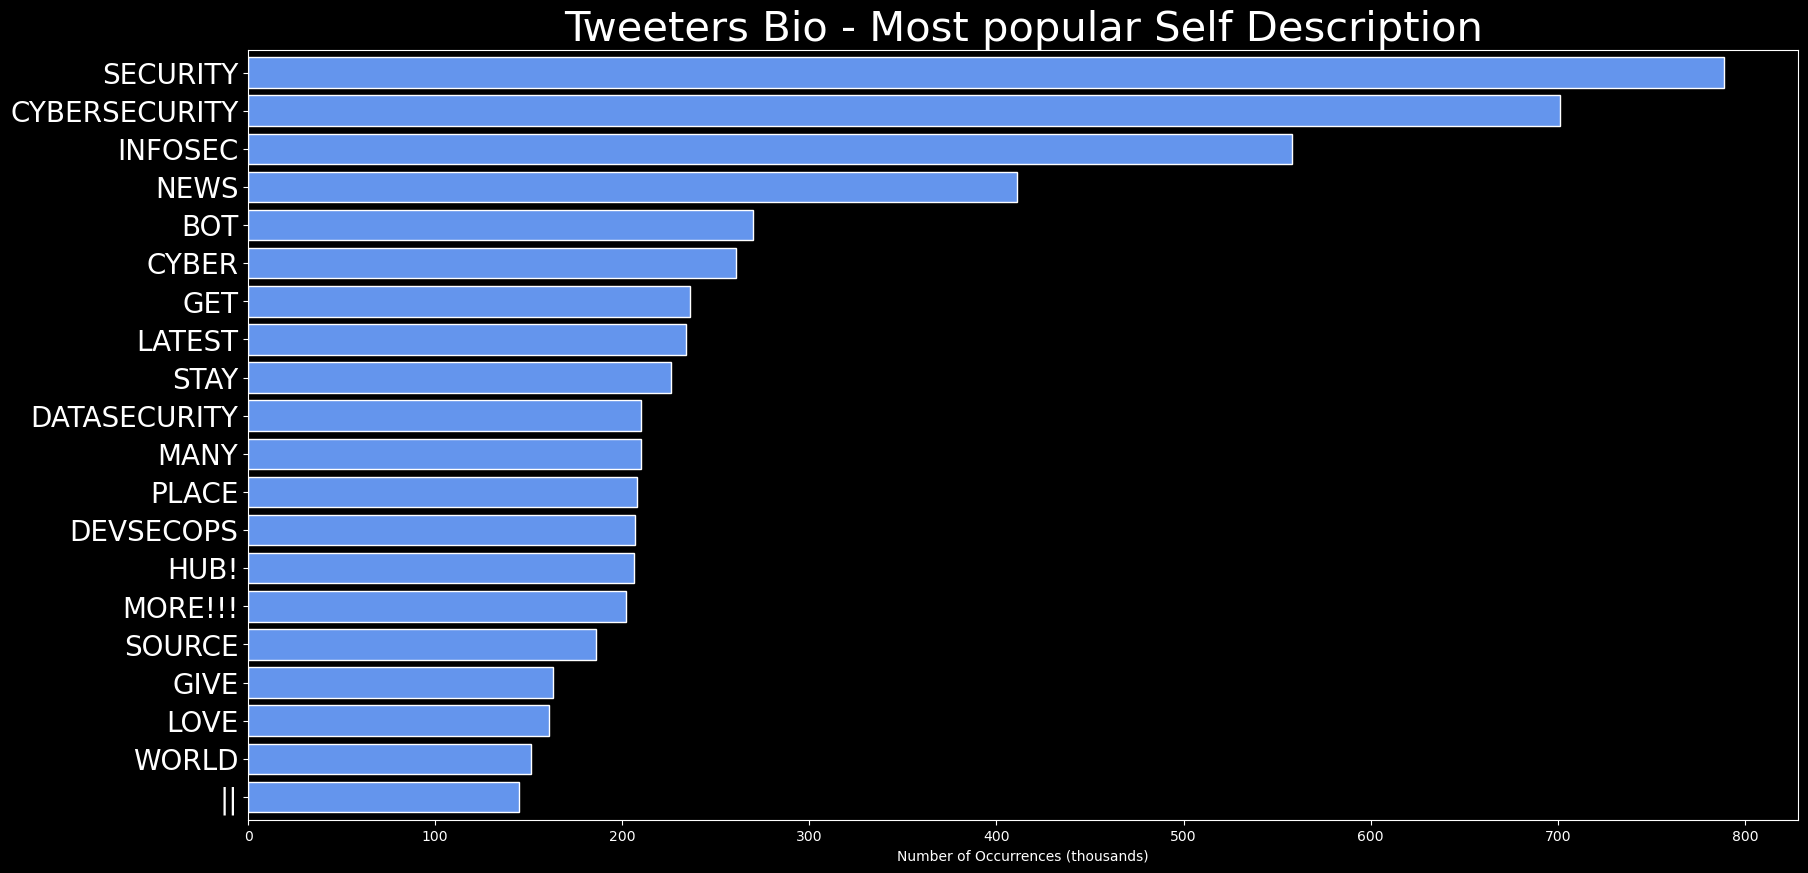 Tweeters Bio - Most popular Self Description
SECURITY
CYBERSECURITY
INFOSEC
NEWS
BOT
CYBER
GET
LATEST
STAY
DATASECURITY
MANY
PLACE
DEVSECOPS
HUB!
MORE!!!
SOURCE
GIVE
LOVE
WORLD
||
0 100 200 300 400 500 600 700 800
Number of Occurrences (thousands)